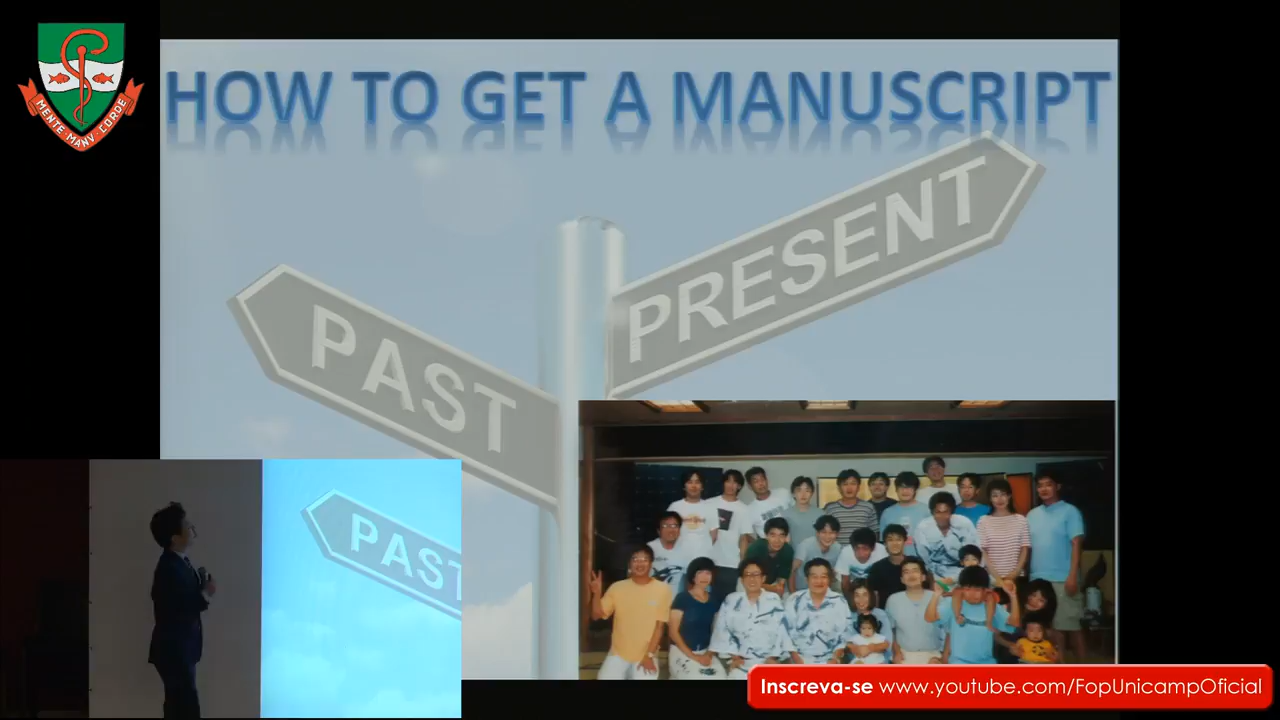 HOW TO GET A MANUSCRIPT
PRESENT
PAST
PAST
MENTE MANV CORDE
Inscreva-se www.youtube.com/FopUnicampOficial